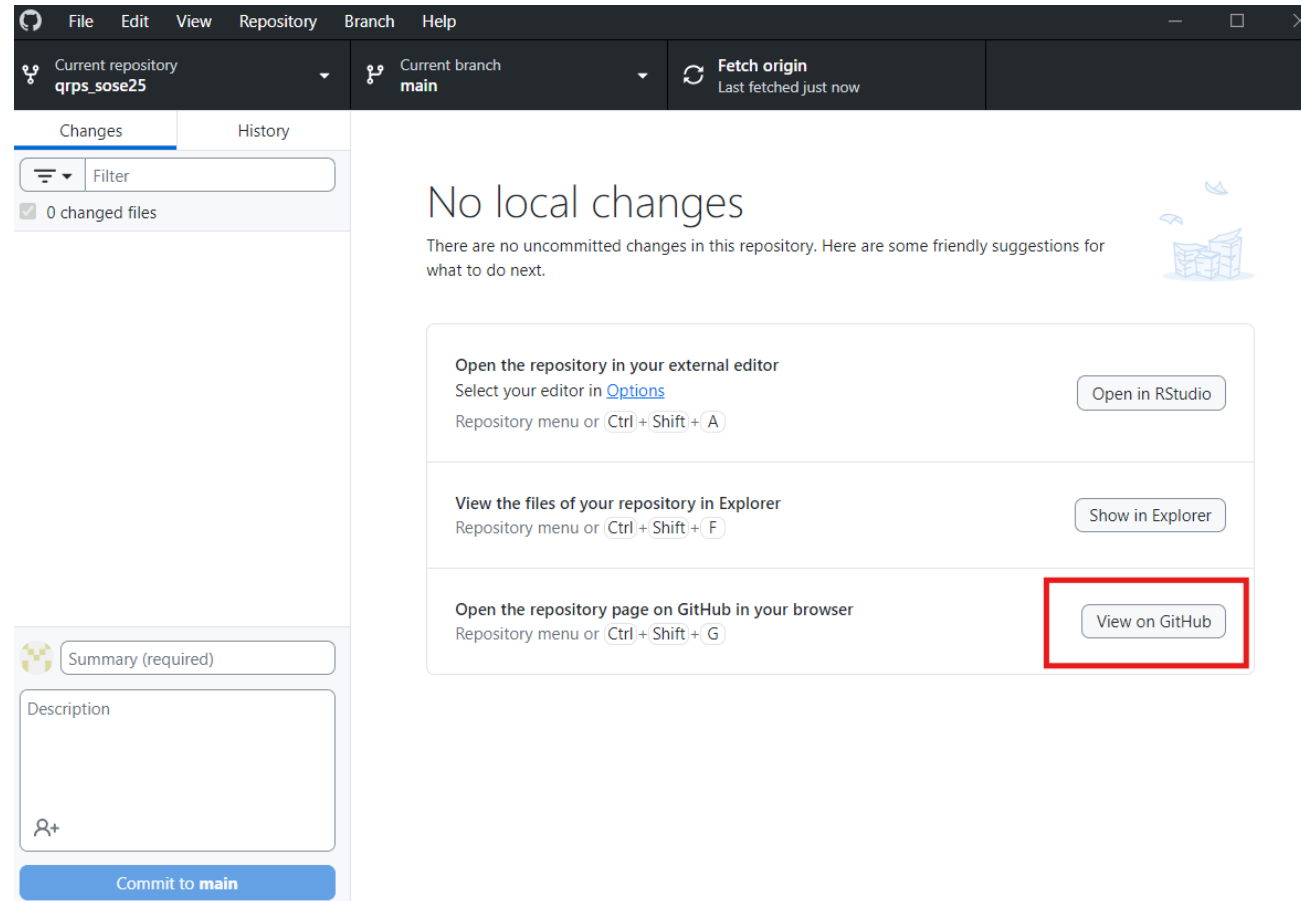 File Edit View Repository Branch Help
Current repository
qrps_sose25
Current branch
main
Fetch origin
Last fetched just now
Changes History
Filter
0 changed files
No local changes
There are no uncommitted changes in this repository. Here are some friendly suggestions for
what to do next.
Open the repository in your external editor
Select your editor in Options
Repository menu or Ctrl + Shift + A
Open in RStudio
View the files of your repository in Explorer
Repository menu or Ctrl + Shift + F
Show in Explorer
Open the repository page on GitHub in your browser
Repository menu or Ctrl + Shift + G
View on GitHub
Summary (required)
Description
Commit to main